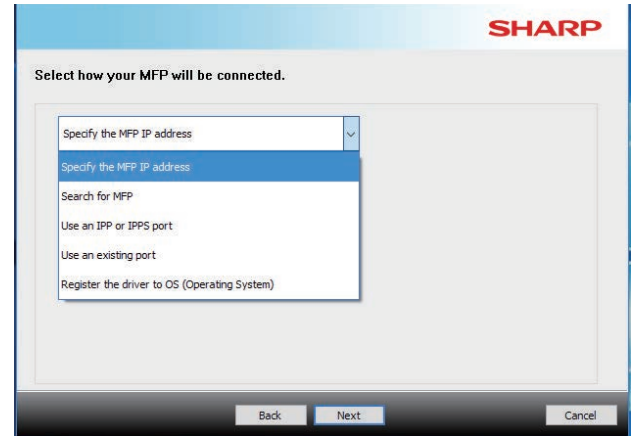 SHARP
Select how your MFP will be connected.
Specify the MFP IP address
Specify the MFP IP address
Search for MFP
Use an IPP or IPPS port
Use an existing port
Register the driver to OS (Operating System)
Back Next Cancel